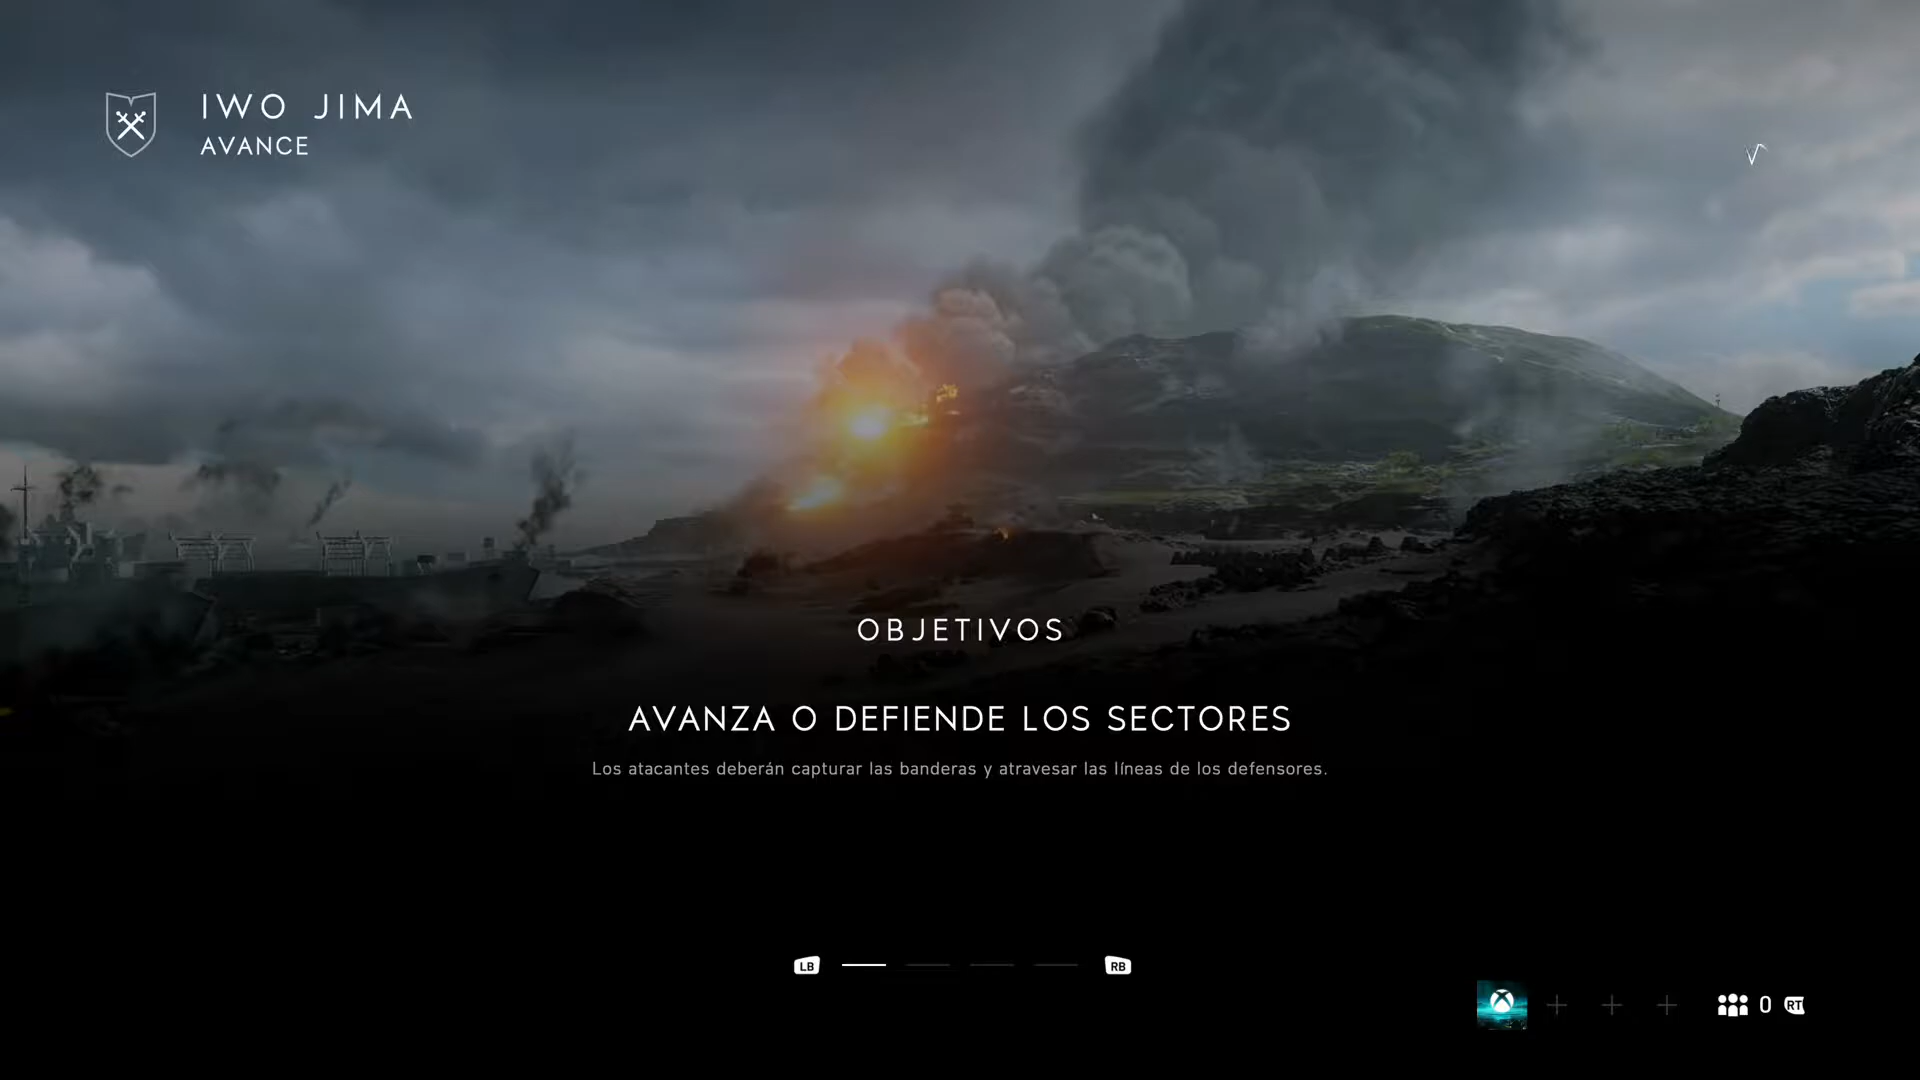 IWO JIMA
AVANCE
OBJETIVOS
AVANZA O DEFIENDE LOS SECTORES
Los atacantes deberán capturar las banderas y atravesar las líneas de los defensores.
LB RB
0 RT